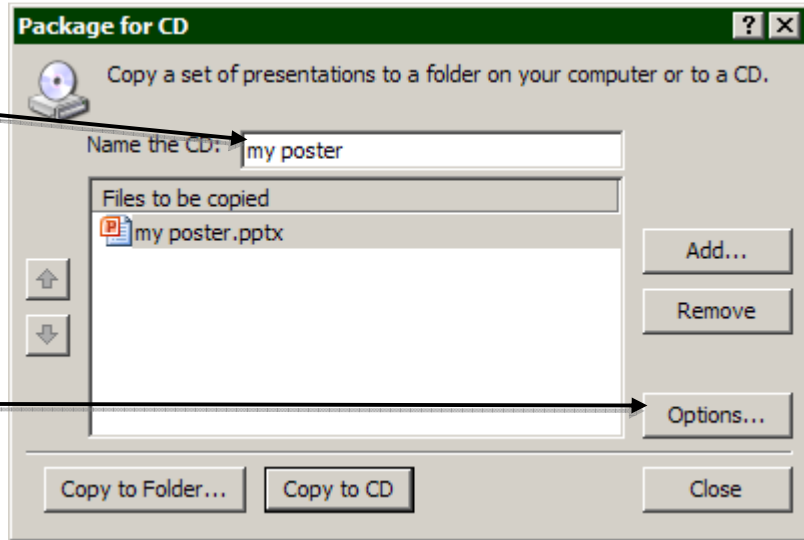 Package for CD
Copy a set of presentations to a folder on your computer or to a CD.
Name the CD: my poster
Files to be copied
my poster.pptx
Add...
Remove
Options...
Copy to Folder... Copy to CD Close